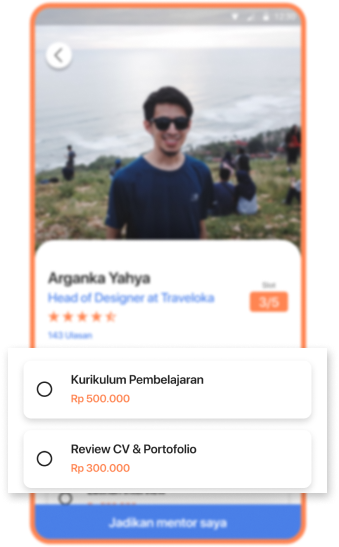 Arganka Yahya
Head of Designer at Traveloka
Slot
3/5
143 Ulasan
Kurikulum Pembelajaran
Rp 500.000
Review CV & Portofolio
Rp 300.000
Jadikan mentor saya